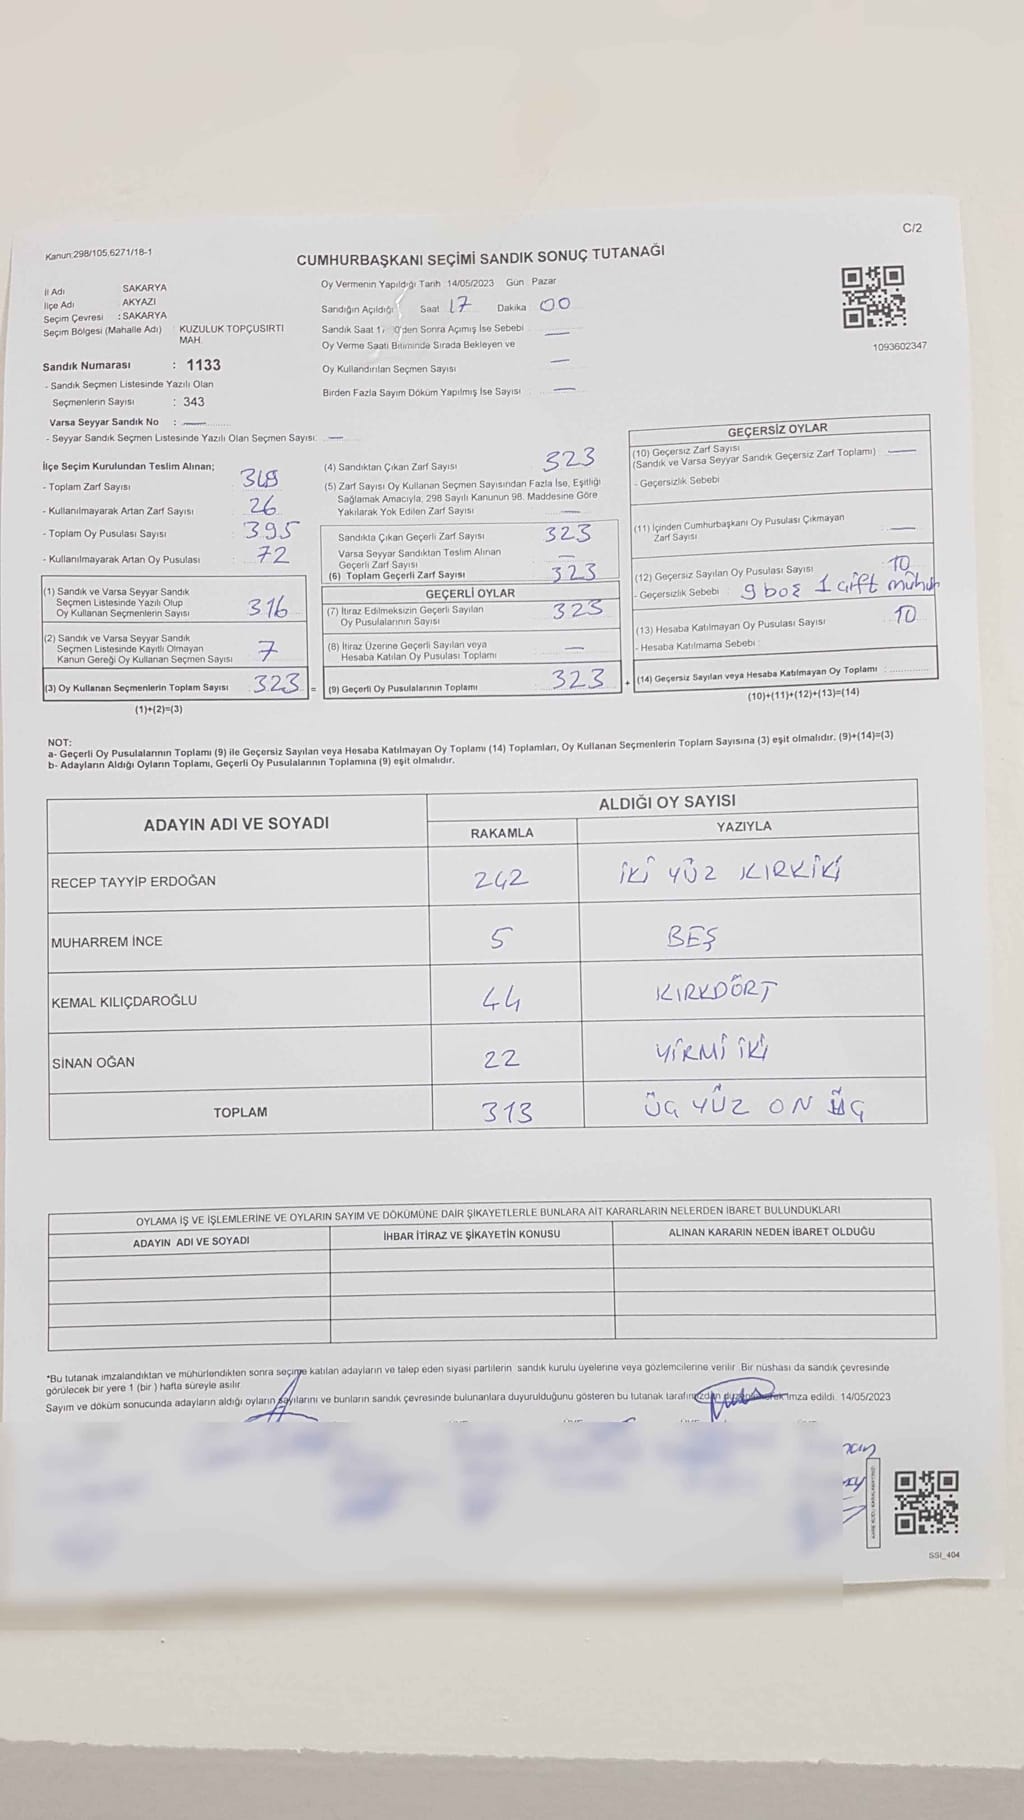 C/2
Kanun:298/105,6271/18-1
CUMHURBAŞKANI SEÇİMİ SANDIK SONUÇ TUTANAĞI
İl Adı SAKARYA
İlçe Adı AKYAZI
Seçim Çevresi : SAKARYA
Seçim Bölgesi (Mahalle Adı) : KUZULUK TOPÇUSIRTI MAH.
Sandık Numarası : 1133
- Sandık Seçmen Listesinde Yazılı Olan
Seçmenlerin Sayısı : 343
Varsa Seyyar Sandık No : —
- Seyyar Sandık Seçmen Listesinde Yazılı Olan Seçmen Sayısı: —
Oy Vermenin Yapıldığı Tarih 14/05/2023 Gün Pazar
Sandığın Açıldığı Saat 17 Dakika 00
Sandık Saat 17 'den Sonra Açımış İse Sebebi —
Oy Verme Saati Bitiminde Sırada Bekleyen ve
Oy Kullandırılan Seçmen Sayısı —
Birden Fazla Sayım Döküm Yapılmış İse Sayısı —
1093602347
İlçe Seçim Kurulundan Teslim Alınan;
- Toplam Zarf Sayısı
- Kullanılmayarak Artan Zarf Sayısı 26
- Toplam Oy Pusulası Sayısı : 395
- Kullanılmayarak Artan Oy Pusulası : 72
(1) Sandık ve Varsa Seyyar Sandık
Seçmen Listesinde Yazılı Olup
Oy Kullanan Seçmenlerin Sayısı 316
(2) Sandık ve Varsa Seyyar Sandık
Seçmen Listesinde Kayıtlı Olmayan
Kanun Gereği Oy Kullanan Seçmen Sayısı 7
(3) Oy Kullanan Seçmenlerin Toplam Sayısı 323 =
(1)+(2)=(3)
(4) Sandıktan Çıkan Zarf Sayısı 323
(5) Zarf Sayısı Oy Kullanan Seçmen Sayısından Fazla İse, Eşitliği
Sağlamak Amacıyla, 298 Sayılı Kanunun 98. Maddesine Göre
Yakılarak Yok Edilen Zarf Sayısı —
Sandıkta Çıkan Geçerli Zarf Sayısı 323
Varsa Seyyar Sandıktan Teslim Alınan
Geçerli Zarf Sayısı —
(6) Toplam Geçerli Zarf Sayısı 323
GEÇERLİ OYLAR
(7) İtiraz Edilmeksizin Geçerli Sayılan
Oy Pusulalarının Sayısı 323
(8) İtiraz Üzerine Geçerli Sayılan veya
Hesaba Katılan Oy Pusulası Toplamı —
(9) Geçerli Oy Pusulalarının Toplamı 323 +
GEÇERSİZ OYLAR
(10) Geçersiz Zarf Sayısı
(Sandık ve Varsa Seyyar Sandık Geçersiz Zarf Toplamı) —
- Geçersizlik Sebebi
(11) İçinden Cumhurbaşkanı Oy Pusulası Çıkmayan
Zarf Sayısı —
(12) Geçersiz Sayılan Oy Pusulası Sayısı 10
- Geçersizlik Sebebi : 9 boş 1 çift mühüh
(13) Hesaba Katılmayan Oy Pusulası Sayısı 10
- Hesaba Katılmama Sebebi :
(14) Geçersiz Sayılan veya Hesaba Katılmayan Oy Toplamı :
(10)+(11)+(12)+(13)=(14)
NOT:
a- Geçerli Oy Pusulalarının Toplamı (9) ile Geçersiz Sayılan veya Hesaba Katılmayan Oy Toplamı (14) Toplamları, Oy Kullanan Seçmenlerin Toplam Sayısına (3) eşit olmalıdır. (9)+(14)=(3)
b- Adayların Aldığı Oyların Toplamı, Geçerli Oy Pusulalarının Toplamına (9) eşit olmalıdır.
ADAYIN ADI VE SOYADI
ALDIĞI OY SAYISI
RAKAMLA YAZIYLA
RECEP TAYYİP ERDOĞAN 242 İKİ YÜZ KIRKİKİ
MUHARREM İNCE 5 BEŞ
KEMAL KILIÇDAROĞLU 44 KIRKDÖRT
SİNAN OĞAN 22 YİRMİ İKİ
TOPLAM 313 ÜÇ YÜZ ON ÜÇ
OYLAMA İŞ VE İŞLEMLERİNE VE OYLARIN SAYIM VE DÖKÜMÜNE DAİR ŞİKAYETLERLE BUNLARA AİT KARARLARIN NELERDEN İBARET BULUNDUKLARI
ADAYIN ADI VE SOYADI İHBAR İTİRAZ VE ŞİKAYETİN KONUSU ALINAN KARARIN NEDEN İBARET OLDUĞU
*Bu tutanak imzalandıktan ve mühürlendikten sonra seçime katılan adayların ve talep eden siyasi partilerin sandık kurulu üyelerine veya gözlemcilerine verilir. Bir nüshası da sandık çevresinde
görülecek bir yere 1 (bir ) hafta süreyle asılır.
Sayım ve döküm sonucunda adayların aldığı oyların sayılarını ve bunların sandık çevresinde bulunanlara duyurulduğunu gösteren bu tutanak imza edildi. 14/05/2023
SSI_404